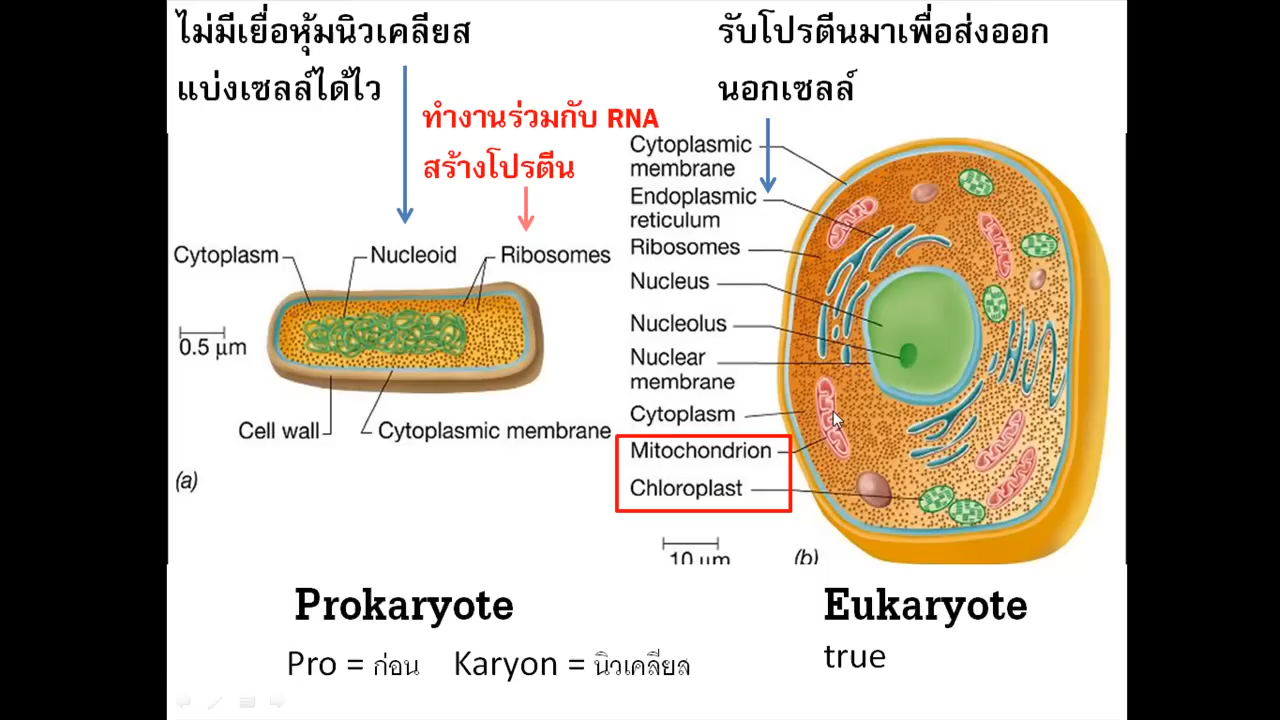 ไม่มีเยื่อหุ้มนิวเคลียส
แบ่งเซลล์ได้ไว
ทำงานร่วมกับ RNA
สร้างโปรตีน
Cytoplasm
Nucleoid
Ribosomes
0.5 µm
Cell wall
Cytoplasmic membrane
(a)
รับโปรตีนมาเพื่อส่งออก
นอกเซลล์
Cytoplasmic
membrane
Endoplasmic
reticulum
Ribosomes
Nucleus
Nucleolus
Nuclear
membrane
Cytoplasm
Mitochondrion
Chloroplast
10 µm
(b)
Prokaryote
Pro = ก่อน Karyon = นิวเคลียส
Eukaryote
true